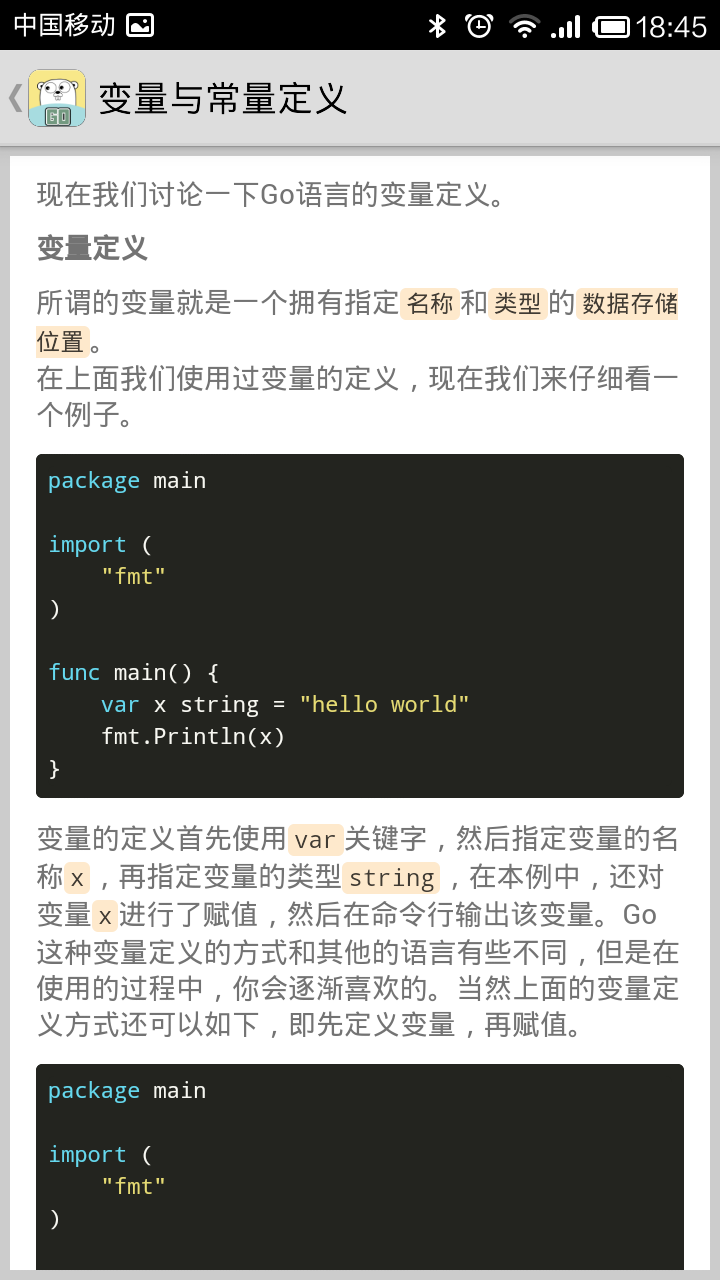 中国移动 18:45
GO
变量与常量定义
现在我们讨论一下Go语言的变量定义。
变量定义
所谓的变量就是一个拥有指定名称和类型的数据存储
位置。
在上面我们使用过变量的定义，现在我们来仔细看一
个例子。
package main
import (
    "fmt"
)
func main() {
    var x string = "hello world"
    fmt.Println(x)
}
变量的定义首先使用var关键字，然后指定变量的名
称x，再指定变量的类型string，在本例中，还对
变量x进行了赋值，然后在命令行输出该变量。Go
这种变量定义的方式和其他的语言有些不同，但是在
使用的过程中，你会逐渐喜欢的。当然上面的变量定
义方式还可以如下，即先定义变量，再赋值。
package main
import (
    "fmt"
)